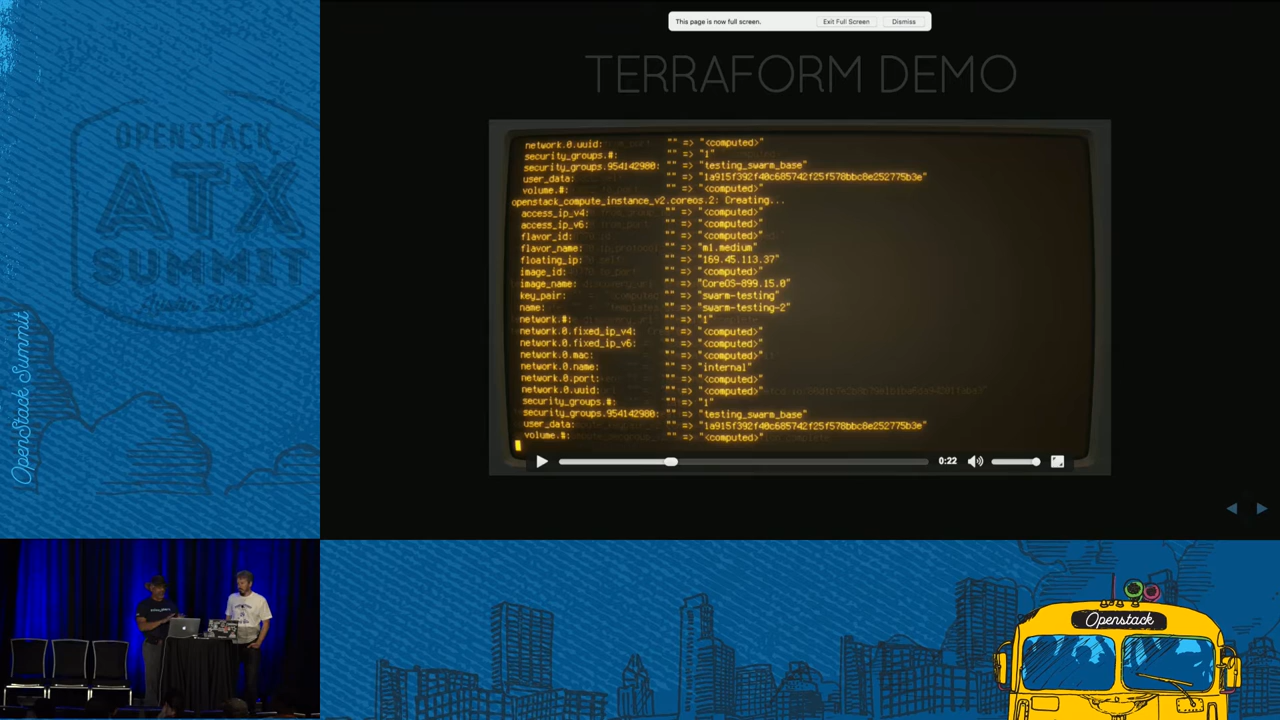 This page is now full screen.
Exit Full Screen
Dismiss
TERRAFORM DEMO
network.0.uuid: "" => "<computed>"
security_groups.#: "" => "1"
security_groups.954142980: "" => "testing_swarm_base"
user_data: "" => "1a915f392f40c685742f25f578bbc8e252775b3e"
volume.#: "" => "<computed>"
openstack_compute_instance_v2.coreos.2: Creating...
access_ip_v4: "" => "<computed>"
access_ip_v6: "" => "<computed>"
flavor_id: "" => "<computed>"
flavor_name: "" => "m1.medium"
floating_ip: "" => "169.45.113.37"
image_id: "" => "<computed>"
image_name: "" => "CoreOS-899.15.0"
key_pair: "" => "swarm-testing"
name: "" => "swarm-testing-2"
network.#: "" => "1"
network.0.fixed_ip_v4: "" => "<computed>"
network.0.fixed_ip_v6: "" => "<computed>"
network.0.mac: "" => "<computed>"
network.0.name: "" => "internal"
network.0.port: "" => "<computed>"
network.0.uuid: "" => "<computed>"
security_groups.#: "" => "1"
security_groups.954142980: "" => "testing_swarm_base"
user_data: "" => "1a915f392f40c685742f25f578bbc8e252775b3e"
volume.#: "" => "<computed>"
0:22
OPENSTACK
ATX
SUMMIT
OpenStack Summit
Openstack